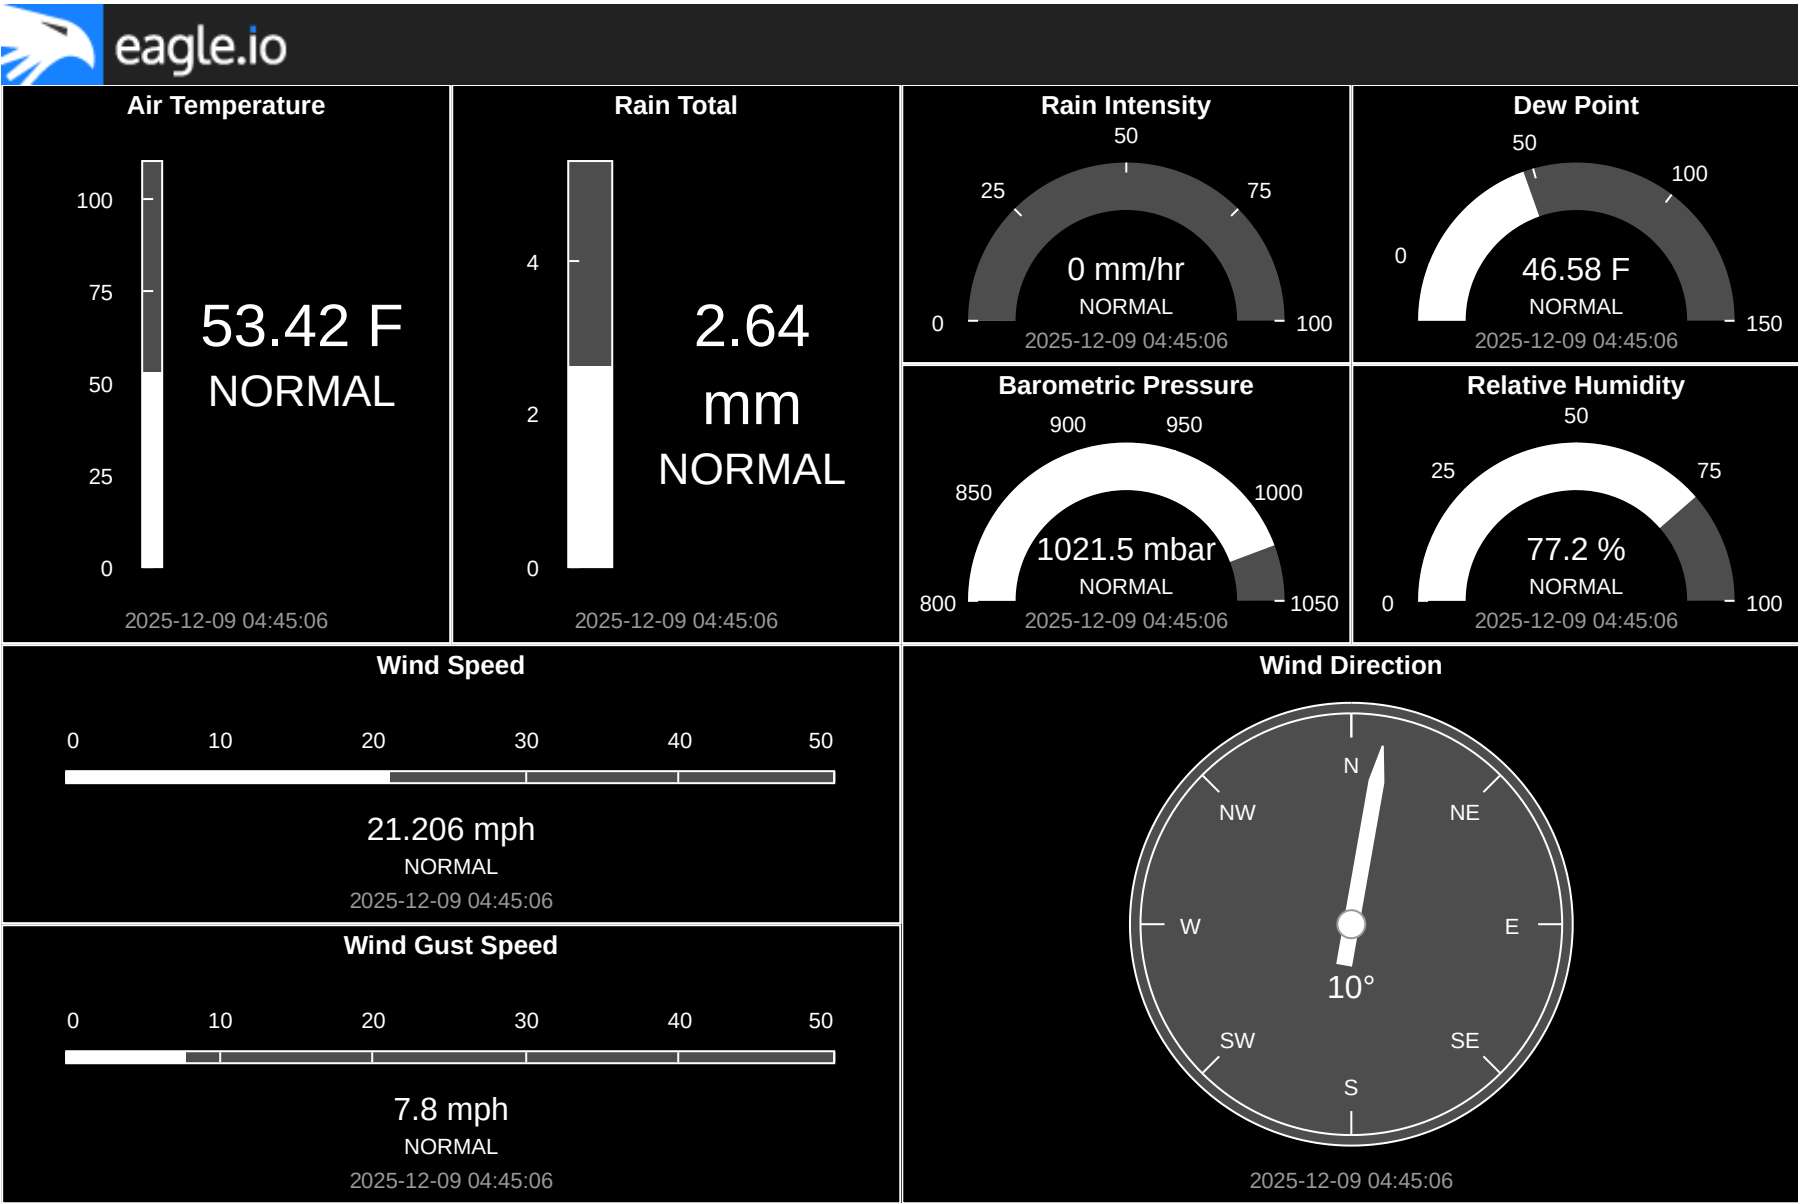 eagle.io
Air Temperature
100
75
50
25
0
53.42 F
NORMAL
2025-12-09 04:45:06
Rain Total
4
2
0
2.64
mm
NORMAL
2025-12-09 04:45:06
Rain Intensity
50
25
75
0
100
0 mm/hr
NORMAL
2025-12-09 04:45:06
Dew Point
50
100
0
150
46.58 F
NORMAL
2025-12-09 04:45:06
Barometric Pressure
900
950
850
1000
800
1050
1021.5 mbar
NORMAL
2025-12-09 04:45:06
Relative Humidity
50
25
75
0
100
77.2 %
NORMAL
2025-12-09 04:45:06
Wind Speed
0 10 20 30 40 50
21.206 mph
NORMAL
2025-12-09 04:45:06
Wind Gust Speed
0 10 20 30 40 50
7.8 mph
NORMAL
2025-12-09 04:45:06
Wind Direction
N
NW
NE
W
E
10°
SW
SE
S
2025-12-09 04:45:06